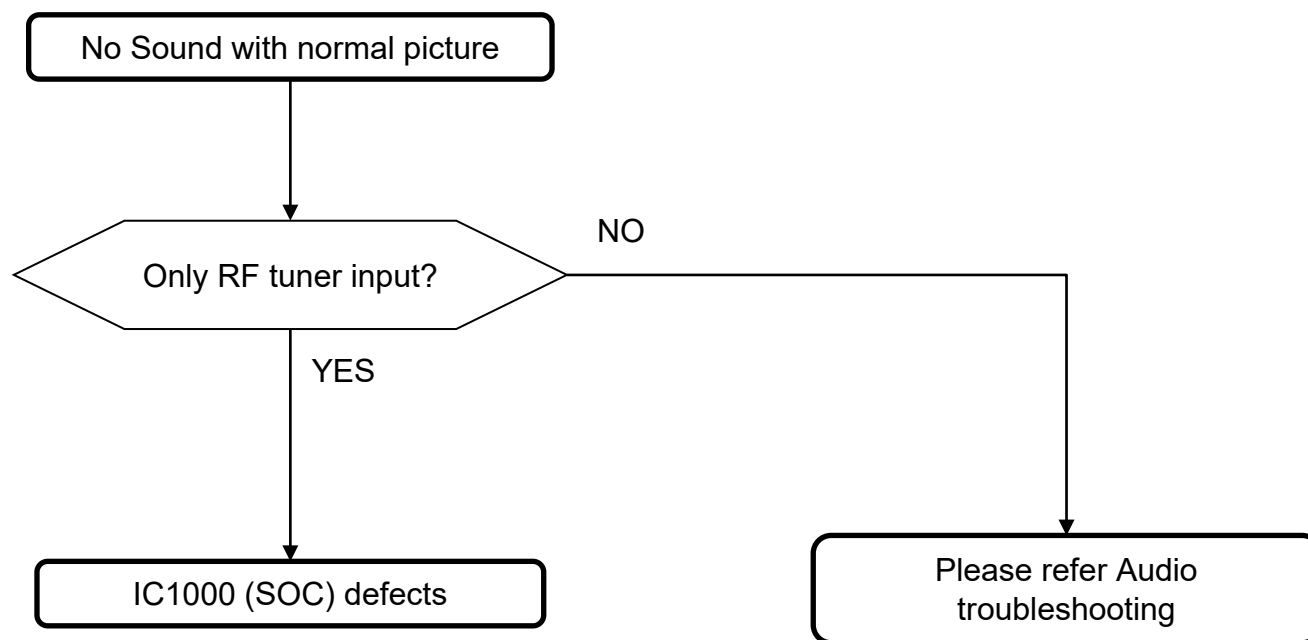 No Sound with normal picture
NO
Only RF tuner input?
YES
IC1000 (SOC) defects
Please refer Audio
troubleshooting